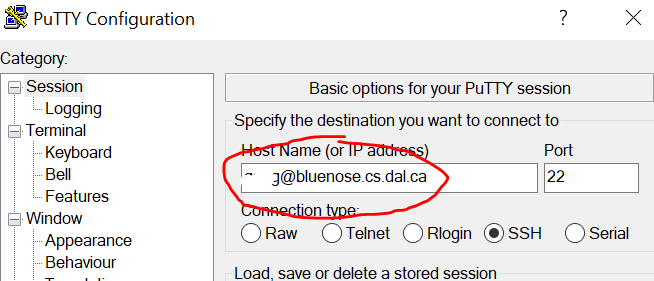 PuTTY Configuration
? ×
Category:
Session
Logging
Terminal
Keyboard
Bell
Features
Window
Appearance
Behaviour
Basic options for your PuTTY session
Specify the destination you want to connect to
Host Name (or IP address) Port
g@bluenose.cs.dal.ca 22
Connection type:
Raw Telnet Rlogin SSH Serial
Load, save or delete a stored session